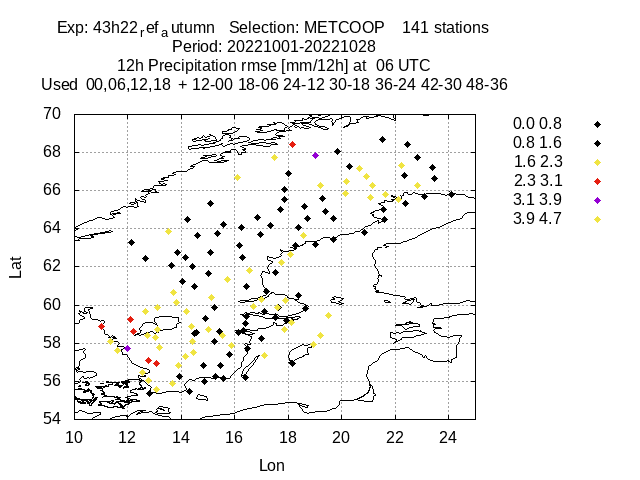 Exp: 43h22refautumn Selection: METCOOP 141 stations
Period: 20221001-20221028
12h Precipitation rmse [mm/12h] at 06 UTC
Used 00,06,12,18 + 12-00 18-06 24-12 30-18 36-24 42-30 48-36
0.0 0.8
0.8 1.6
1.6 2.3
2.3 3.1
3.1 3.9
3.9 4.7
Lat
70
68
66
64
62
60
58
56
54
10 12 14 16 18 20 22 24
Lon